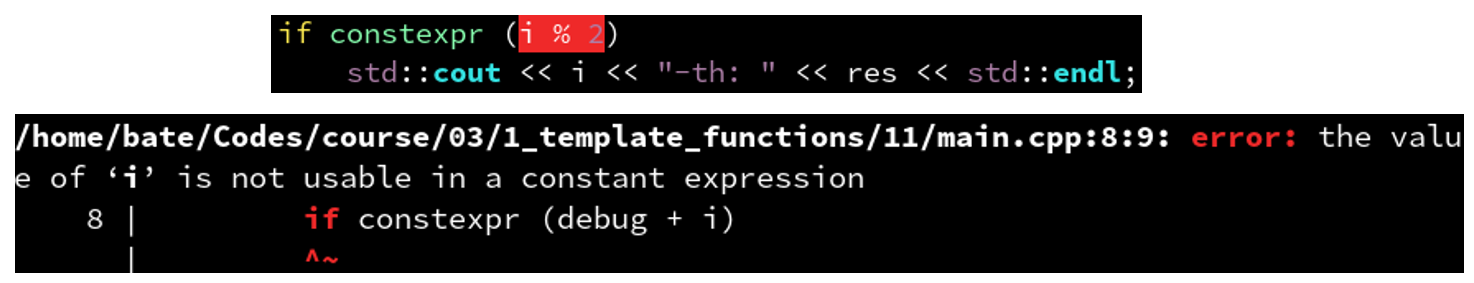 if constexpr (i % 2)
    std::cout << i << "-th: " << res << std::endl;
/home/bate/Codes/course/03/1_template_functions/11/main.cpp:8:9: error: the valu
e of ‘i’ is not usable in a constant expression
    8 |         if constexpr (debug + i)
      |         ^~